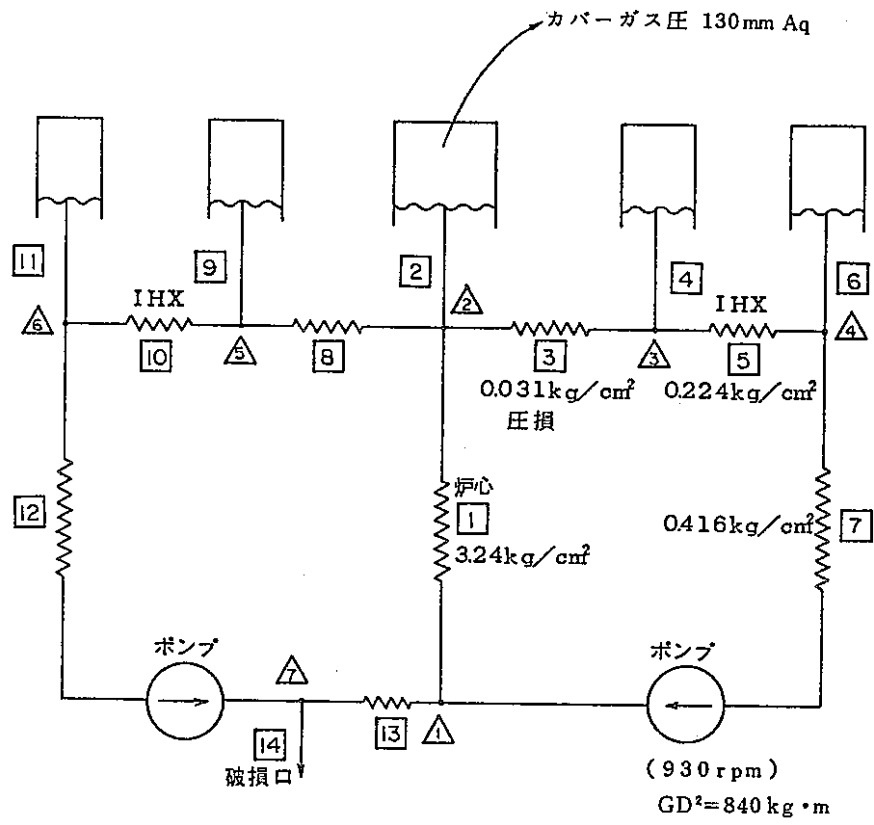 カバーガス圧 130mm Aq
11
9
2
4
6
IHX
IHX
6
2
10
5
8
3
3
5
4
0.031kg/cm²
0.224kg/cm²
圧損
12
炉心
1
3.24kg/cm²
0.416kg/cm²
7
ポンプ
ポンプ
7
14
13
1
破損口
(930rpm)
GD²=840kg・m